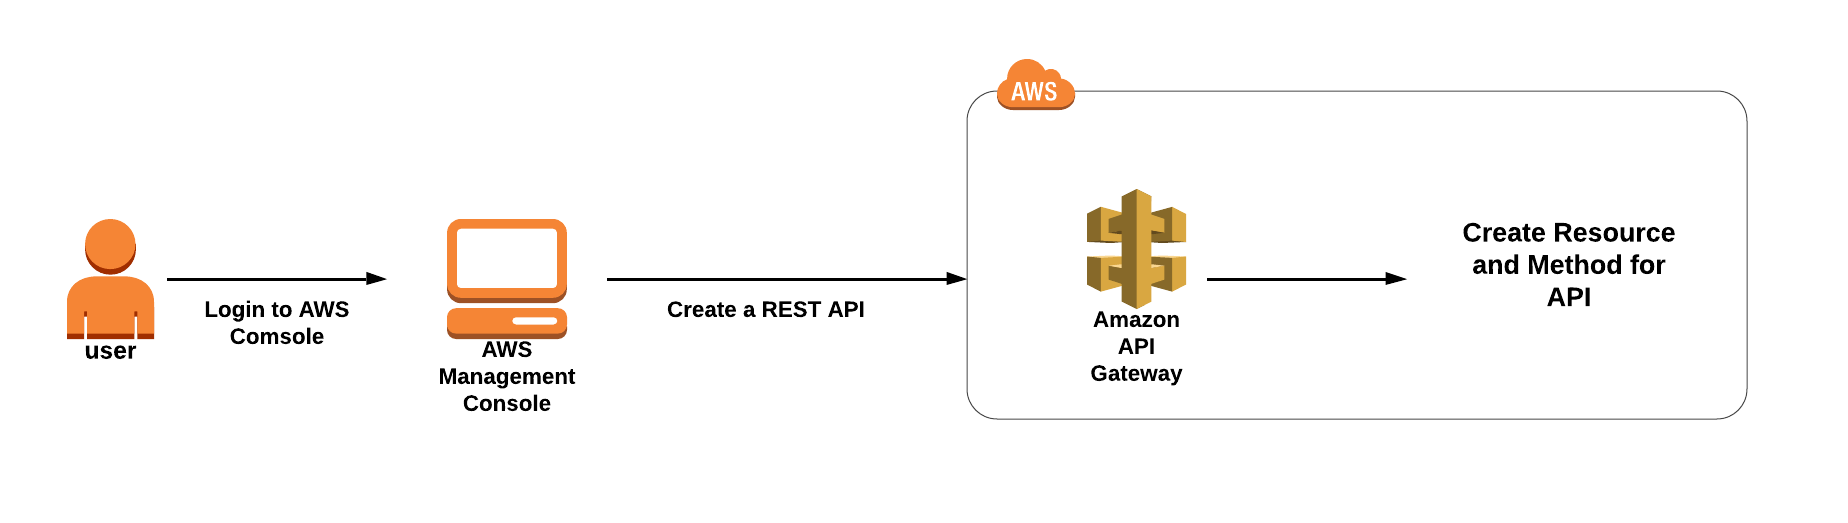 AWS
Create Resource
and Method for
API
Login to AWS
Comsole
Create a REST API
user
AWS
Management
Console
Amazon
API
Gateway